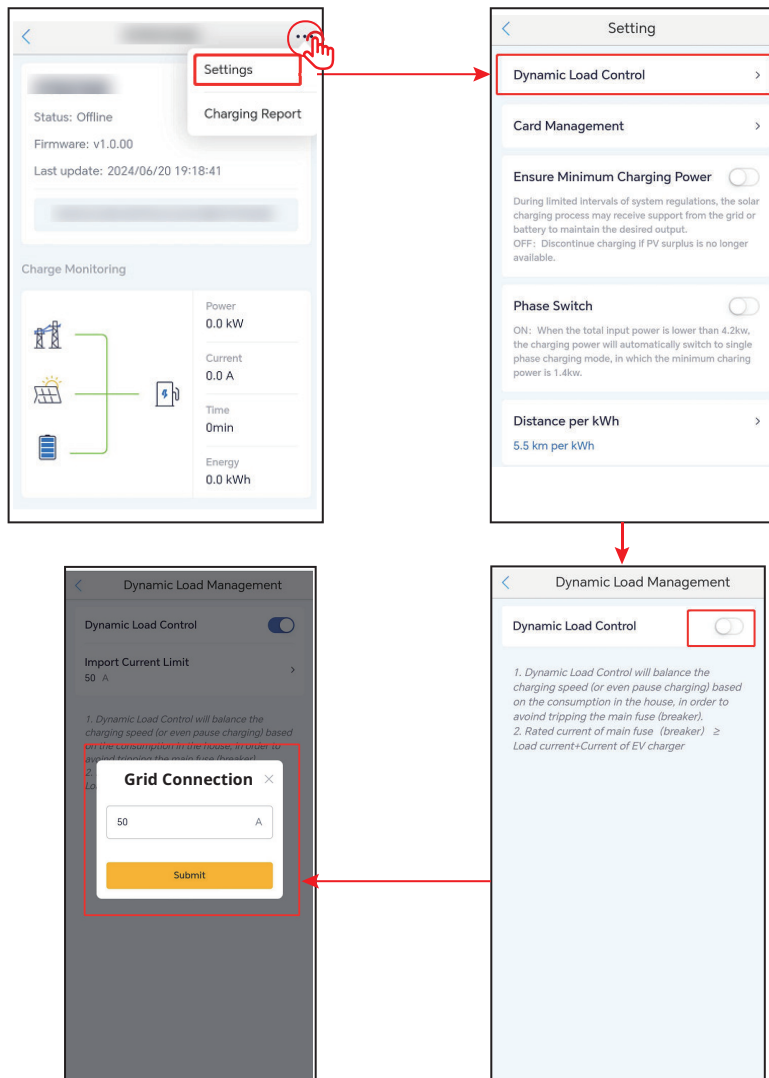 Settings
Charging Report
Status: Offline
Firmware: v1.0.00
Last update: 2024/06/20 19:18:41
Charge Monitoring
Power
0.0 kW
Current
0.0 A
Time
0min
Energy
0.0 kWh
Setting
Dynamic Load Control
Card Management
Ensure Minimum Charging Power
During limited intervals of system regulations, the solar
charging process may receive support from the grid or
battery to maintain the desired output.
OFF: Discontinue charging if PV surplus is no longer
available.
Phase Switch
ON: When the total input power is lower than 4.2kw,
the charging power will automatically switch to single
phase charging mode, in which the minimum charing
power is 1.4kw.
Distance per kWh
5.5 km per kWh
Dynamic Load Management
Dynamic Load Control
1. Dynamic Load Control will balance the
charging speed (or even pause charging) based
on the consumption in the house, in order to
avoind tripping the main fuse (breaker).
2. Rated current of main fuse (breaker) ≥
Load current+Current of EV charger
Dynamic Load Management
Dynamic Load Control
Import Current Limit
50 A
1. Dynamic Load Control will balance the
charging speed (or even pause charging) based
on the consumption in the house, in order to
avoind tripping the main fuse (breaker).
2.
Grid Connection
50 A
Submit